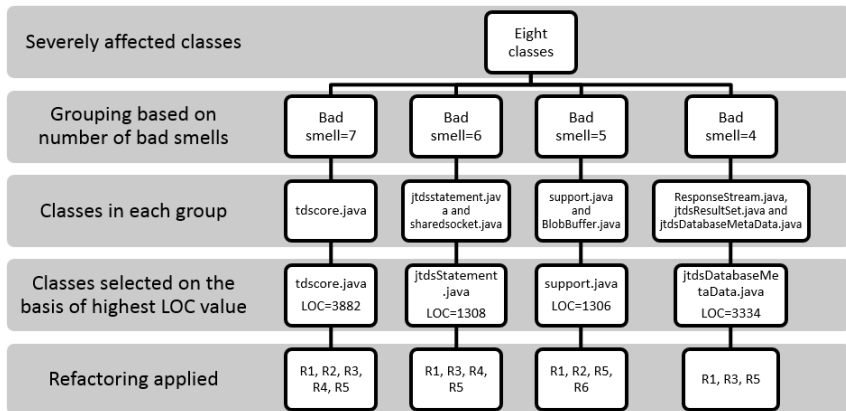 Severely affected classes
Eight
classes
Grouping based on
number of bad smells
Bad
smell=7
Bad
smell=6
Bad
smell=5
Bad
smell=4
Classes in each group
tdscore.java
jtdsstatement.jav
a and
sharedsocket.java
support.java
and
BlobBuffer.java
ResponseStream.java,
jtdsResultSet.java and
jtdsDatabaseMetaData.java
Classes selected on the
basis of highest LOC value
tdscore.java
LOC=3882
jtdsStatement
.java
LOC=1308
support.java
LOC=1306
jtdsDatabaseMe
taData.java
LOC=3334
Refactoring applied
R1, R2, R3,
R4, R5
R1, R3, R4,
R5
R1, R2, R5,
R6
R1, R3, R5